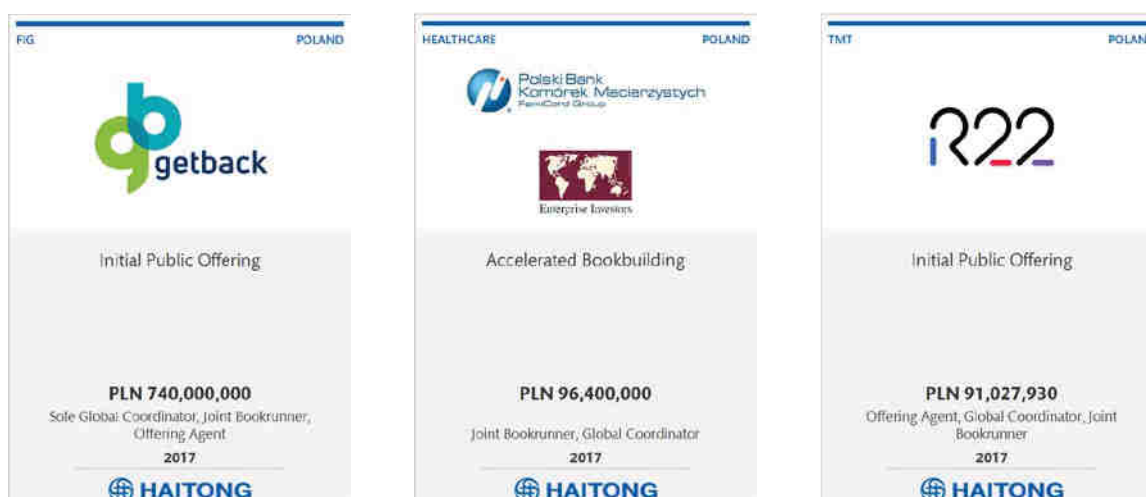 FIG POLAND
getback
Initial Public Offering
PLN 740,000,000
Sole Global Coordinator, Joint Bookrunner,
Offering Agent
2017
HAITONG
HEALTHCARE POLAND
Polski Bank
Komórek Macierzystych
FamiCord Group
Enterprise Investors
Accelerated Bookbuilding
PLN 96,400,000
Joint Bookrunner, Global Coordinator
2017
HAITONG
TMT POLAN
R22
Initial Public Offering
PLN 91,027,930
Offering Agent, Global Coordinator, Joint
Bookrunner
2017
HAITONG